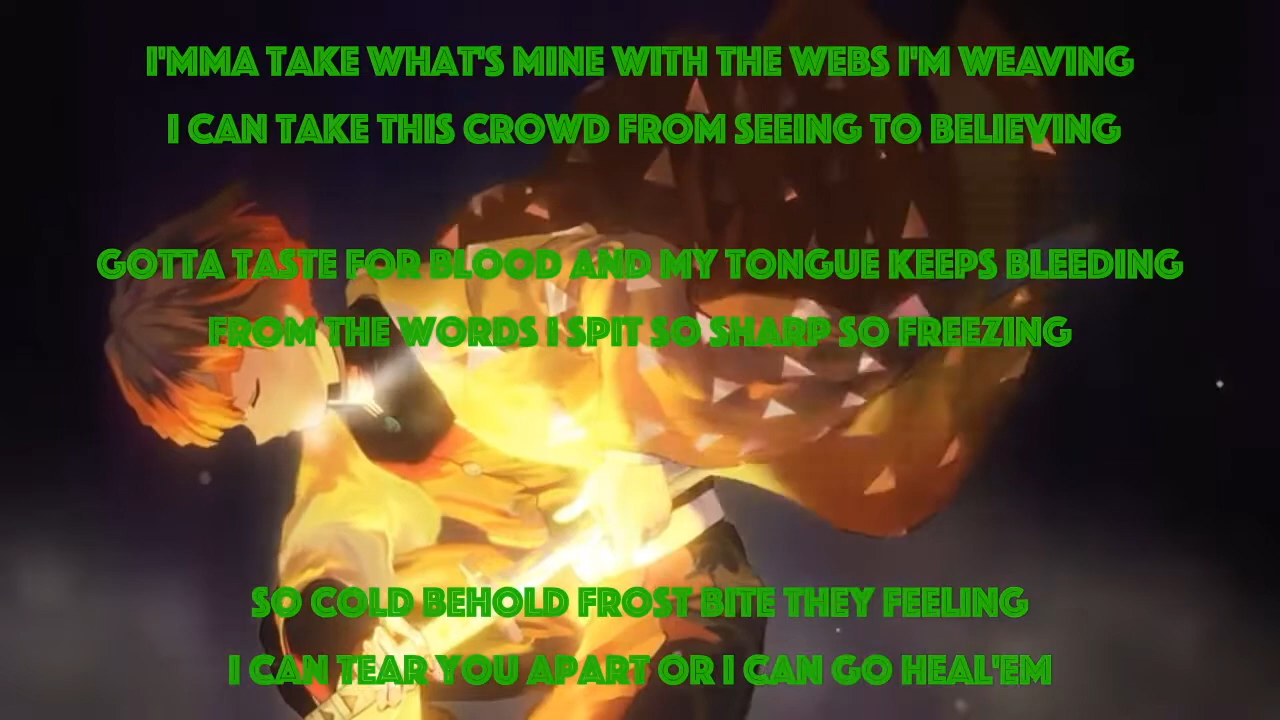 I'MMA TAKE WHAT'S MINE WITH THE WEBS I'M WEAVING
I CAN TAKE THIS CROWD FROM SEEING TO BELIEVING
GOTTA TASTE FOR BLOOD AND MY TONGUE KEEPS BLEEDING
FROM THE WORDS I SPIT SO SHARP SO FREEZING
SO COLD BEHOLD FROST BITE THEY FEELING
I CAN TEAR YOU APART OR I CAN GO HEAL'EM